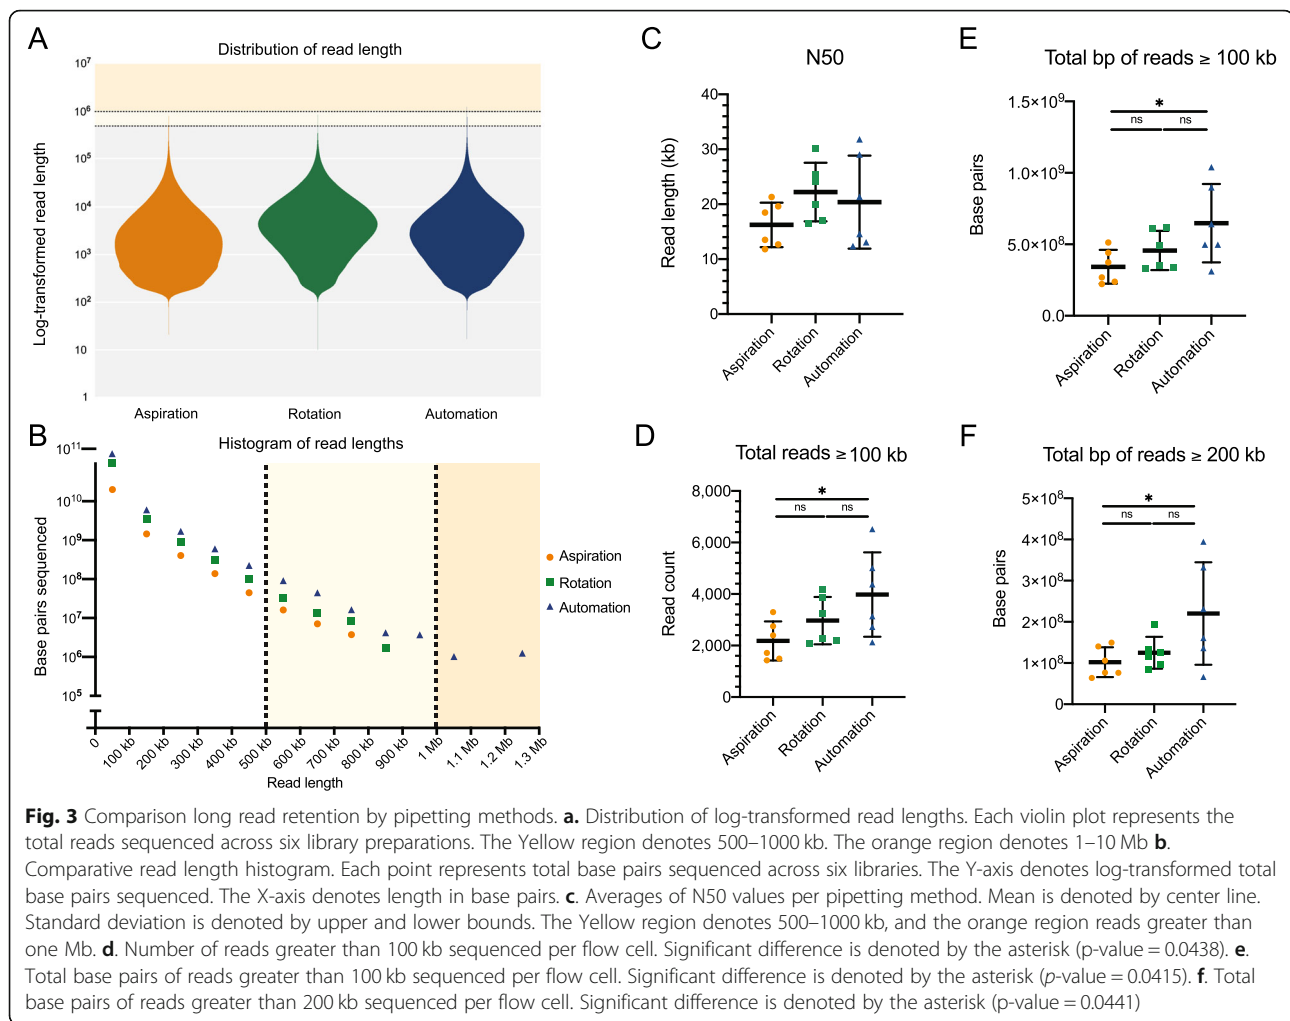 A
Distribution of read length
Log-transformed read length
10⁷
10⁶
10⁵
10⁴
10³
10²
10
1
Aspiration
Rotation
Automation
B
Histogram of read lengths
Base pairs sequenced
10¹¹
10¹⁰
10⁹
10⁸
10⁷
10⁶
10⁵
0
100 kb
200 kb
300 kb
400 kb
500 kb
600 kb
700 kb
800 kb
900 kb
1 Mb
1.1 Mb
1.2 Mb
1.3 Mb
Read length
Aspiration
Rotation
Automation
C
N50
Read length (kb)
40
30
20
10
0
Aspiration
Rotation
Automation
D
Total reads ≥ 100 kb
Read count
8,000
6,000
4,000
2,000
0
*
ns
ns
Aspiration
Rotation
Automation
E
Total bp of reads ≥ 100 kb
Base pairs
1.5×10⁹
1.0×10⁹
5.0×10⁸
0.0
*
ns
ns
Aspiration
Rotation
Automation
F
Total bp of reads ≥ 200 kb
Base pairs
5×10⁸
4×10⁸
3×10⁸
2×10⁸
1×10⁸
0
*
ns
ns
Aspiration
Rotation
Automation
Fig. 3 Comparison long read retention by pipetting methods. a. Distribution of log-transformed read lengths. Each violin plot represents the
total reads sequenced across six library preparations. The Yellow region denotes 500–1000 kb. The orange region denotes 1–10 Mb b.
Comparative read length histogram. Each point represents total base pairs sequenced across six libraries. The Y-axis denotes log-transformed total
base pairs sequenced. The X-axis denotes length in base pairs. c. Averages of N50 values per pipetting method. Mean is denoted by center line.
Standard deviation is denoted by upper and lower bounds. The Yellow region denotes 500–1000 kb, and the orange region reads greater than
one Mb. d. Number of reads greater than 100 kb sequenced per flow cell. Significant difference is denoted by the asterisk (p-value = 0.0438). e.
Total base pairs of reads greater than 100 kb sequenced per flow cell. Significant difference is denoted by the asterisk (p-value = 0.0415). f. Total
base pairs of reads greater than 200 kb sequenced per flow cell. Significant difference is denoted by the asterisk (p-value = 0.0441)